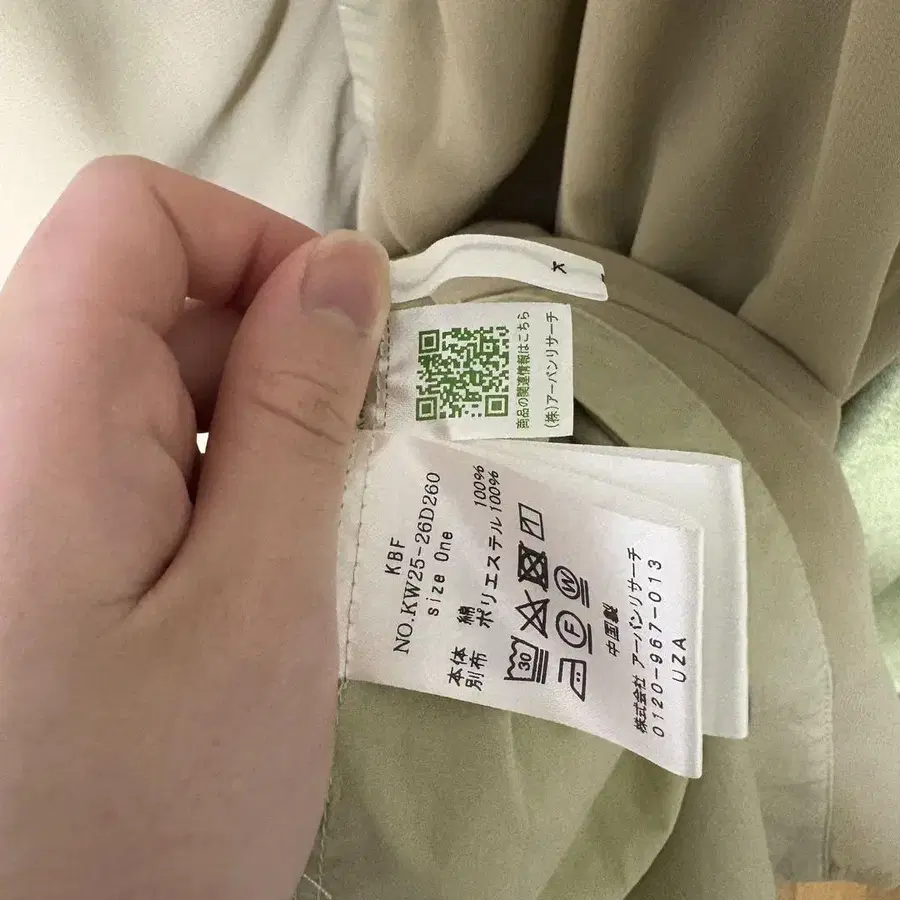 商品の関連情報はこちら
(株)アーバンリサーチ
KBF
NO.KW25-26D260
Size One
本体 綿 100%
別布 ポリエステル 100%
30
F
W
中国製
株式会社 アーバンリサーチ
0120-967-013
UZA